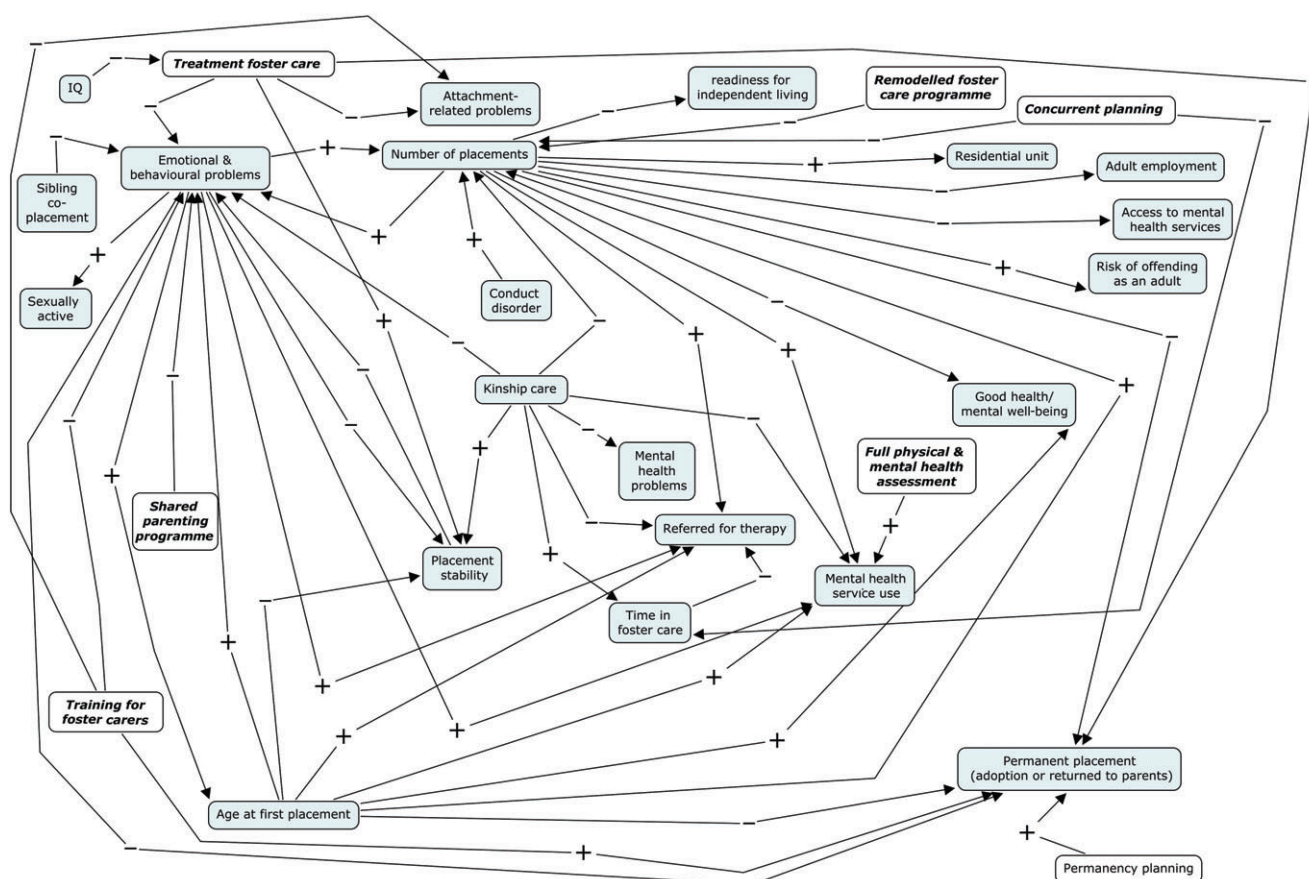 Treatment foster care
IQ
Attachment-
related problems
readiness for
independent living
Remodelled foster
care programme
Concurrent planning
Emotional &
behavioural problems
Number of placements
Residential unit
Adult employment
Sibling
co-
placement
Access to mental
health services
Sexually
active
Conduct
disorder
Risk of offending
as an adult
Kinship care
Good health/
mental well-being
Mental
health
problems
Full physical &
mental health
assessment
Shared
parenting
programme
Referred for therapy
Placement
stability
Mental health
service use
Time in
foster care
Training for
foster carers
Permanent placement
(adoption or returned to parents)
Age at first placement
Permanency planning